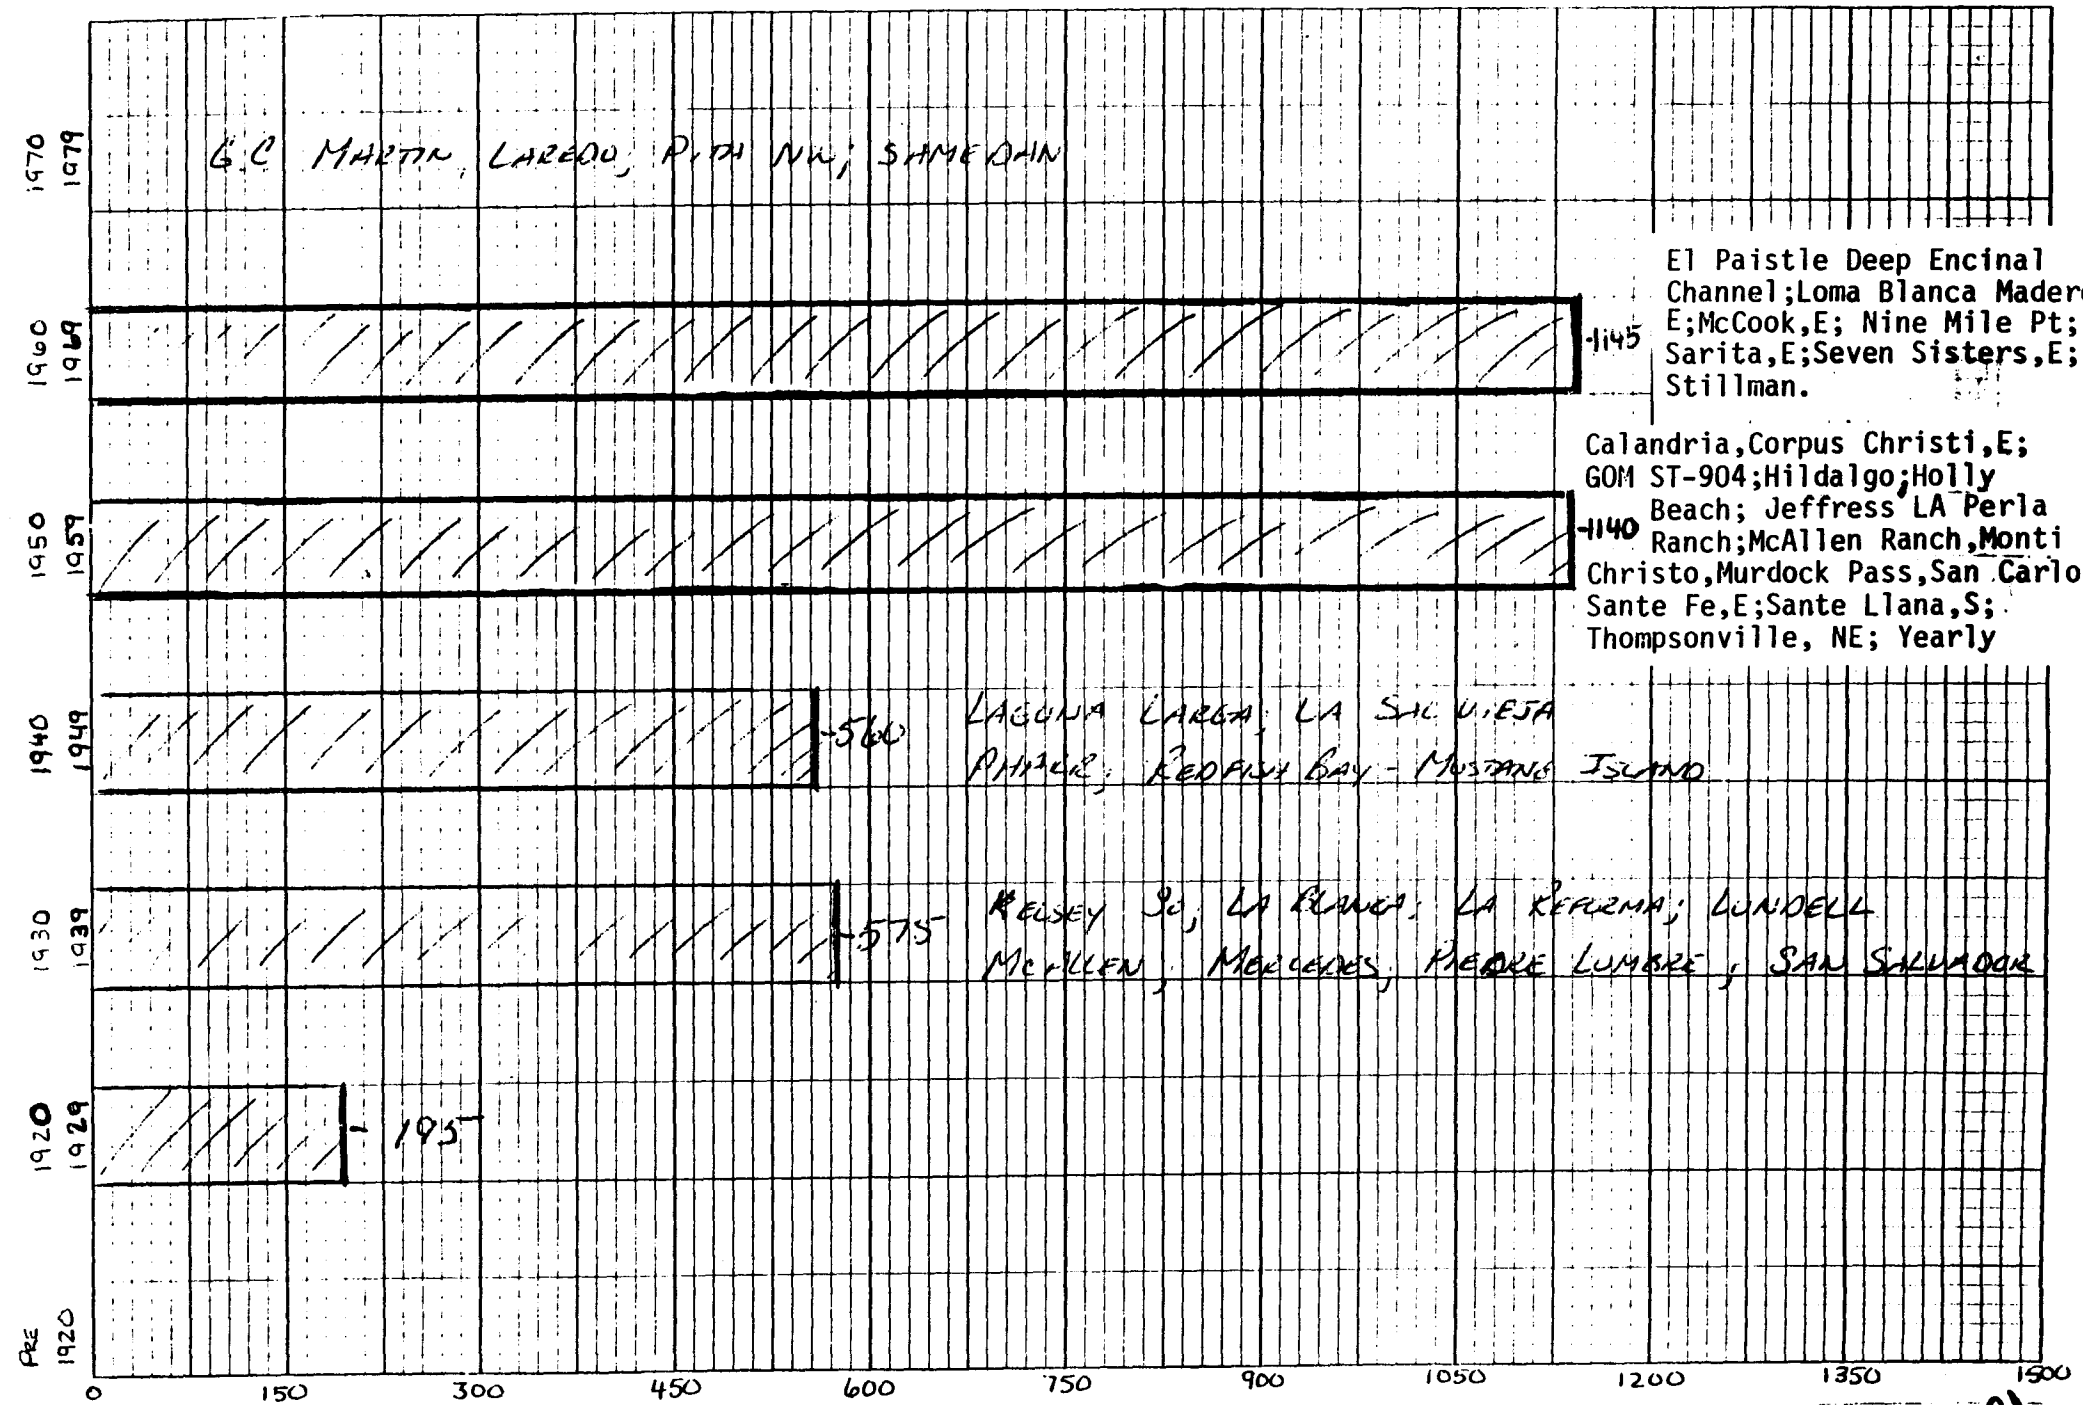 1970
1979
G.C MARTIN, LAREDO, PITA NW; SAMEDAN
1960
1969
-1145
El Paistle Deep Encinal
Channel;Loma Blanca Mader
E;McCook,E; Nine Mile Pt;
Sarita,E;Seven Sisters,E;
Stillman.
1950
1959
-1140
Calandria,Corpus Christi,E;
GOM ST-904;Hildalgo;Holly
Beach; Jeffress LA Perla
Ranch;McAllen Ranch,Monti
Christo,Murdock Pass,San Carlo
Sante Fe,E;Sante Llana,S;
Thompsonville, NE; Yearly
1940
1949
-560
LAGUNA LARGA; LA SAL VIEJA
REDFISH BAY - MUSTANG ISLAND
1930
1939
-575
KELSEY SO; LA BLANCA; LA REFORMA; LUNDELL
MCALLEN; MERCEDES; PIEDRE LUMBRE; SAN SALVADOR
1920
1929
- 195
PRE
1920
0 150 300 450 600 750 900 1050 1200 1350 1500